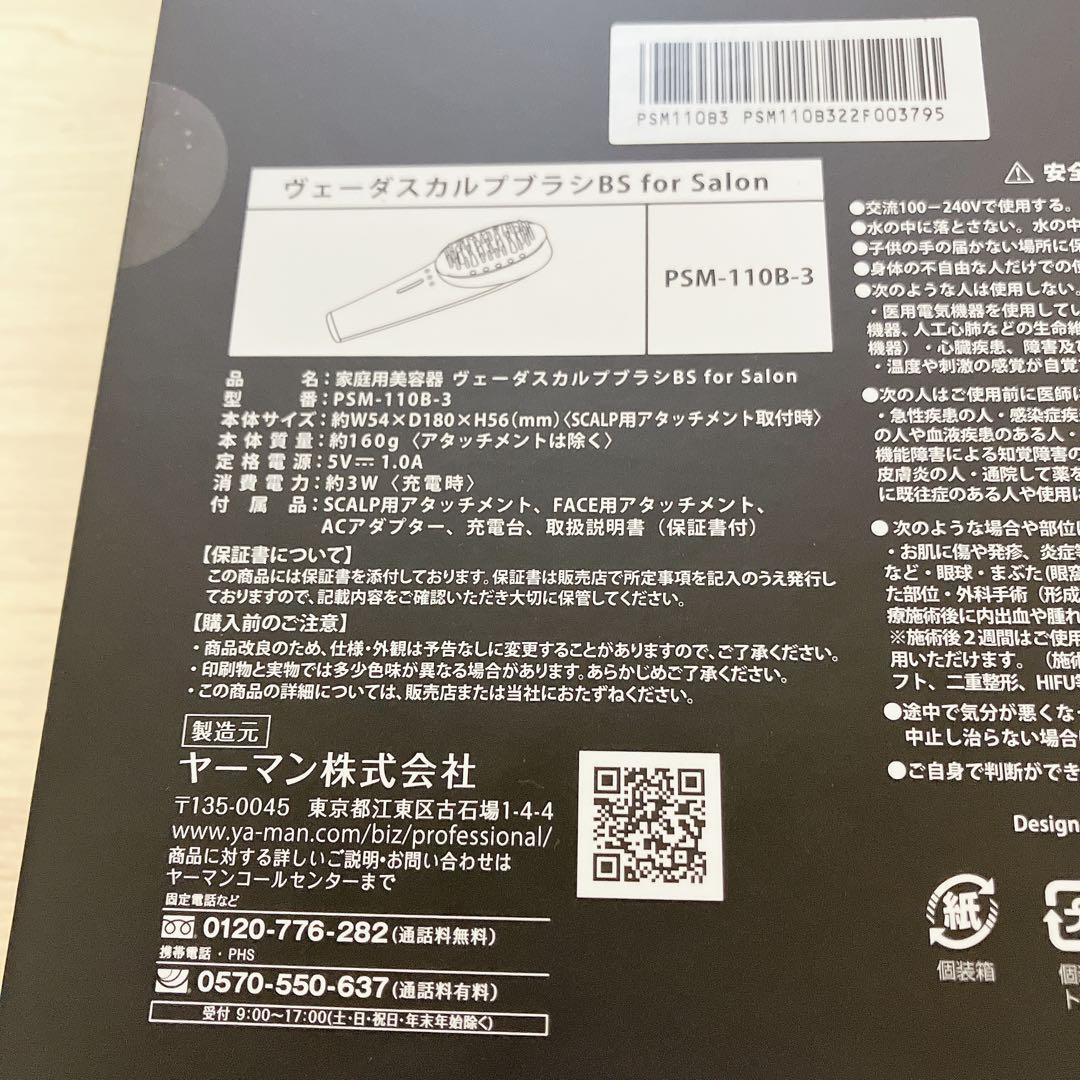 PSM110B3 PSM110B322F003795
ヴェーダスカルプブラシBS for Salon
PSM-110B-3
品名：家庭用美容器 ヴェーダスカルプブラシBS for Salon
型番：PSM-110B-3
本体サイズ：約W54×D180×H56(mm)〈SCALP用アタッチメント取付時〉
本体質量：約160g〈アタッチメントは除く〉
定格電源：5V⎓1.0A
消費電力：約3W〈充電時〉
付属品：SCALP用アタッチメント、FACE用アタッチメント、
ACアダプター、充電台、取扱説明書（保証書付）
【保証書について】
この商品には保証書を添付しております。保証書は販売店で所定事項を記入のうえ発行し
ておりますので、記載内容をご確認いただき大切に保管してください。
【購入前のご注意】
・商品改良のため、仕様・外観は予告なしに変更することがありますので、ご了承ください。
・印刷物と実物では多少色味が異なる場合があります。あらかじめご了承ください。
・この商品の詳細については、販売店または当社におたずねください。
製造元
ヤーマン株式会社
〒135-0045 東京都江東区古石場1-4-4
www.ya-man.com/biz/professional/
商品に対する詳しいご説明・お問い合わせは
ヤーマンコールセンターまで
固定電話など
0120-776-282(通話料無料)
携帯電話・PHS
0570-550-637(通話料有料)
受付 9:00～17:00(土・日・祝日・年末年始除く)
⚠ 安全
●交流100－240Vで使用する。
●水の中に落とさない。水の中
●子供の手の届かない場所に保
●身体の不自由な人だけでの使
●次のような人は使用しない。
・医用電気機器を使用してい
機器、人工心肺などの生命維
機器）・心臓疾患、障害及び
・温度や刺激の感覚が自覚
●次の人はご使用前に医師に
・急性疾患の人・感染症疾
の人や血液疾患のある人・
機能障害による知覚障害の
皮膚炎の人・通院して薬を
に既往症のある人や使用に
●次のような場合や部位に
・お肌に傷や発疹、炎症等
など・眼球・まぶた(眼窩
た部位・外科手術（形成
療施術後に内出血や腫れ
※施術後２週間はご使用
用いただけます。（施術
フト、二重整形、HIFU等
●途中で気分が悪くなっ
中止し治らない場合
●ご自身で判断ができ
Design
紙
個装箱